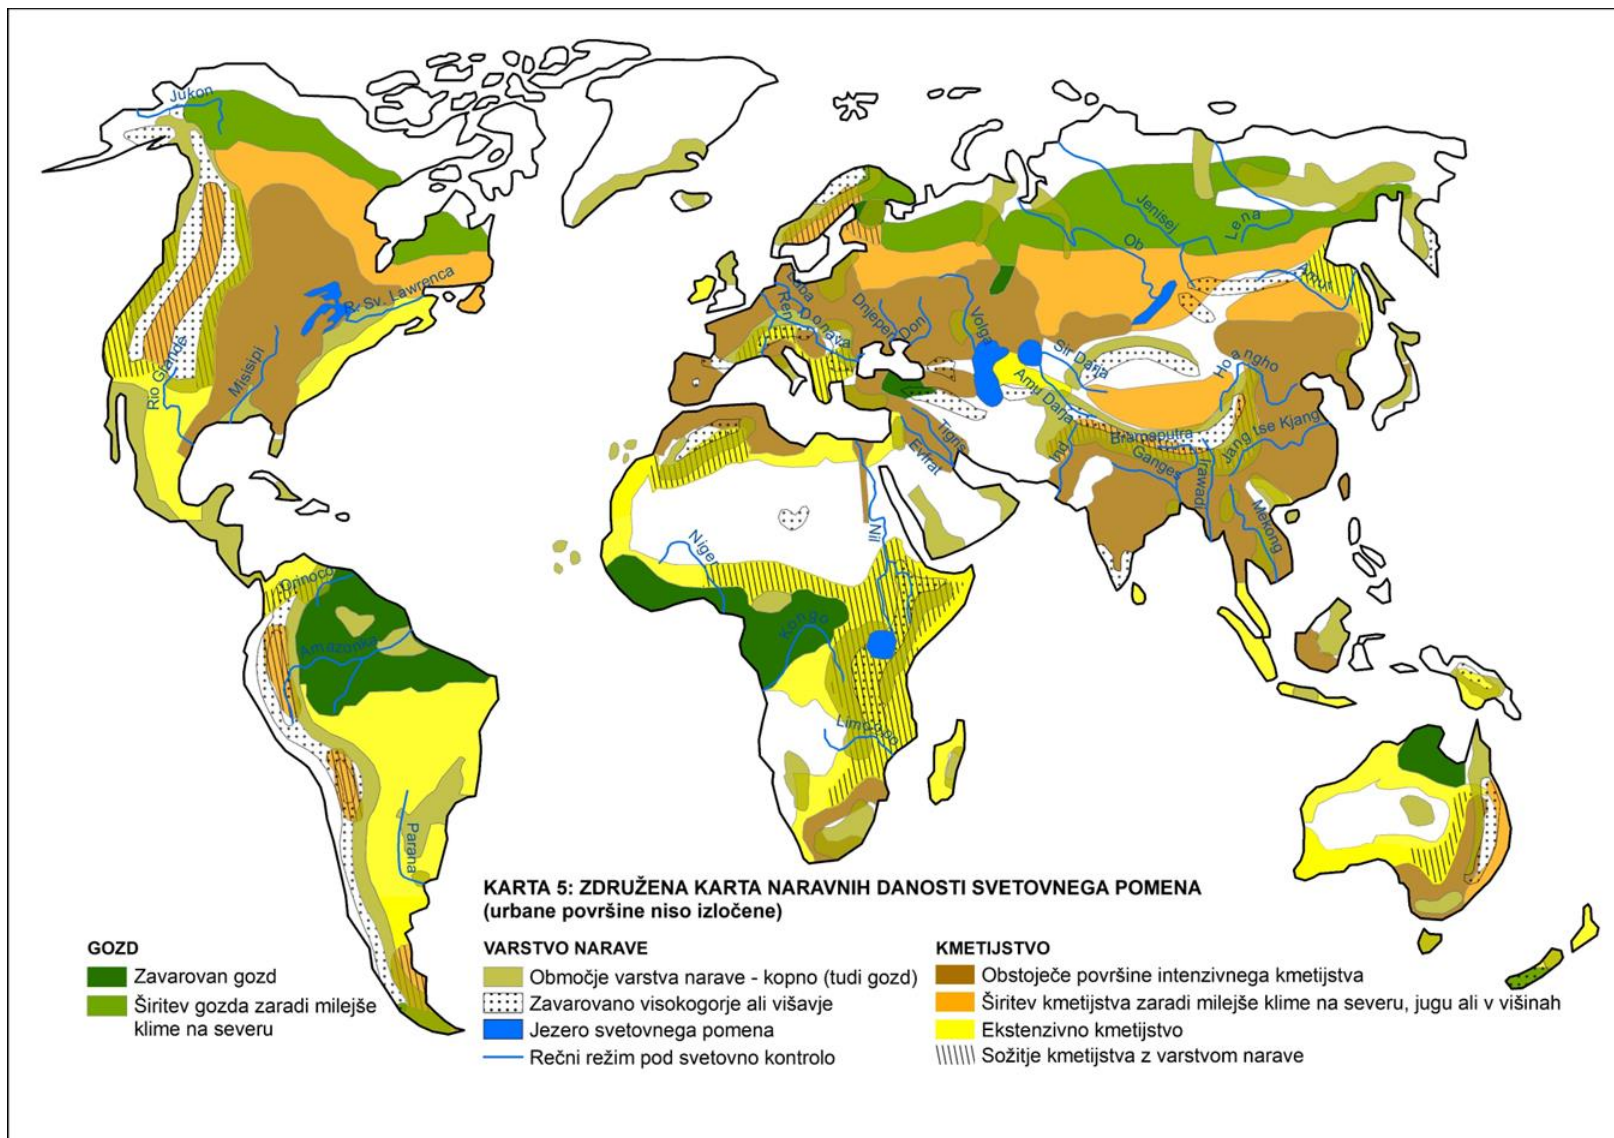 Jukon
R. Sv. Lawrenca
Misisipi
Rio Grande
Orinoco
Amazonka
Parana
Laba
Ren
Donava
Dnjeper
Don
Volga
Ob
Jenisej
Lena
Amur
Sir Darja
Amu Darja
Hoangho
Jang tse Kjang
Bramaputra
Ganges
Ind
Irawadi
Mekong
Tigris
Evfrat
Nil
Niger
Kongo
Limpopo
KARTA 5: ZDRUŽENA KARTA NARAVNIH DANOSTI SVETOVNEGA POMENA
(urbane površine niso izločene)
GOZD
Zavarovan gozd
Širitev gozda zaradi milejše
klime na severu
VARSTVO NARAVE
Območje varstva narave - kopno (tudi gozd)
Zavarovano visokogorje ali višavje
Jezero svetovnega pomena
Rečni režim pod svetovno kontrolo
KMETIJSTVO
Obstoječe površine intenzivnega kmetijstva
Širitev kmetijstva zaradi milejše klime na severu, jugu ali v višinah
Ekstenzivno kmetijstvo
Sožitje kmetijstva z varstvom narave